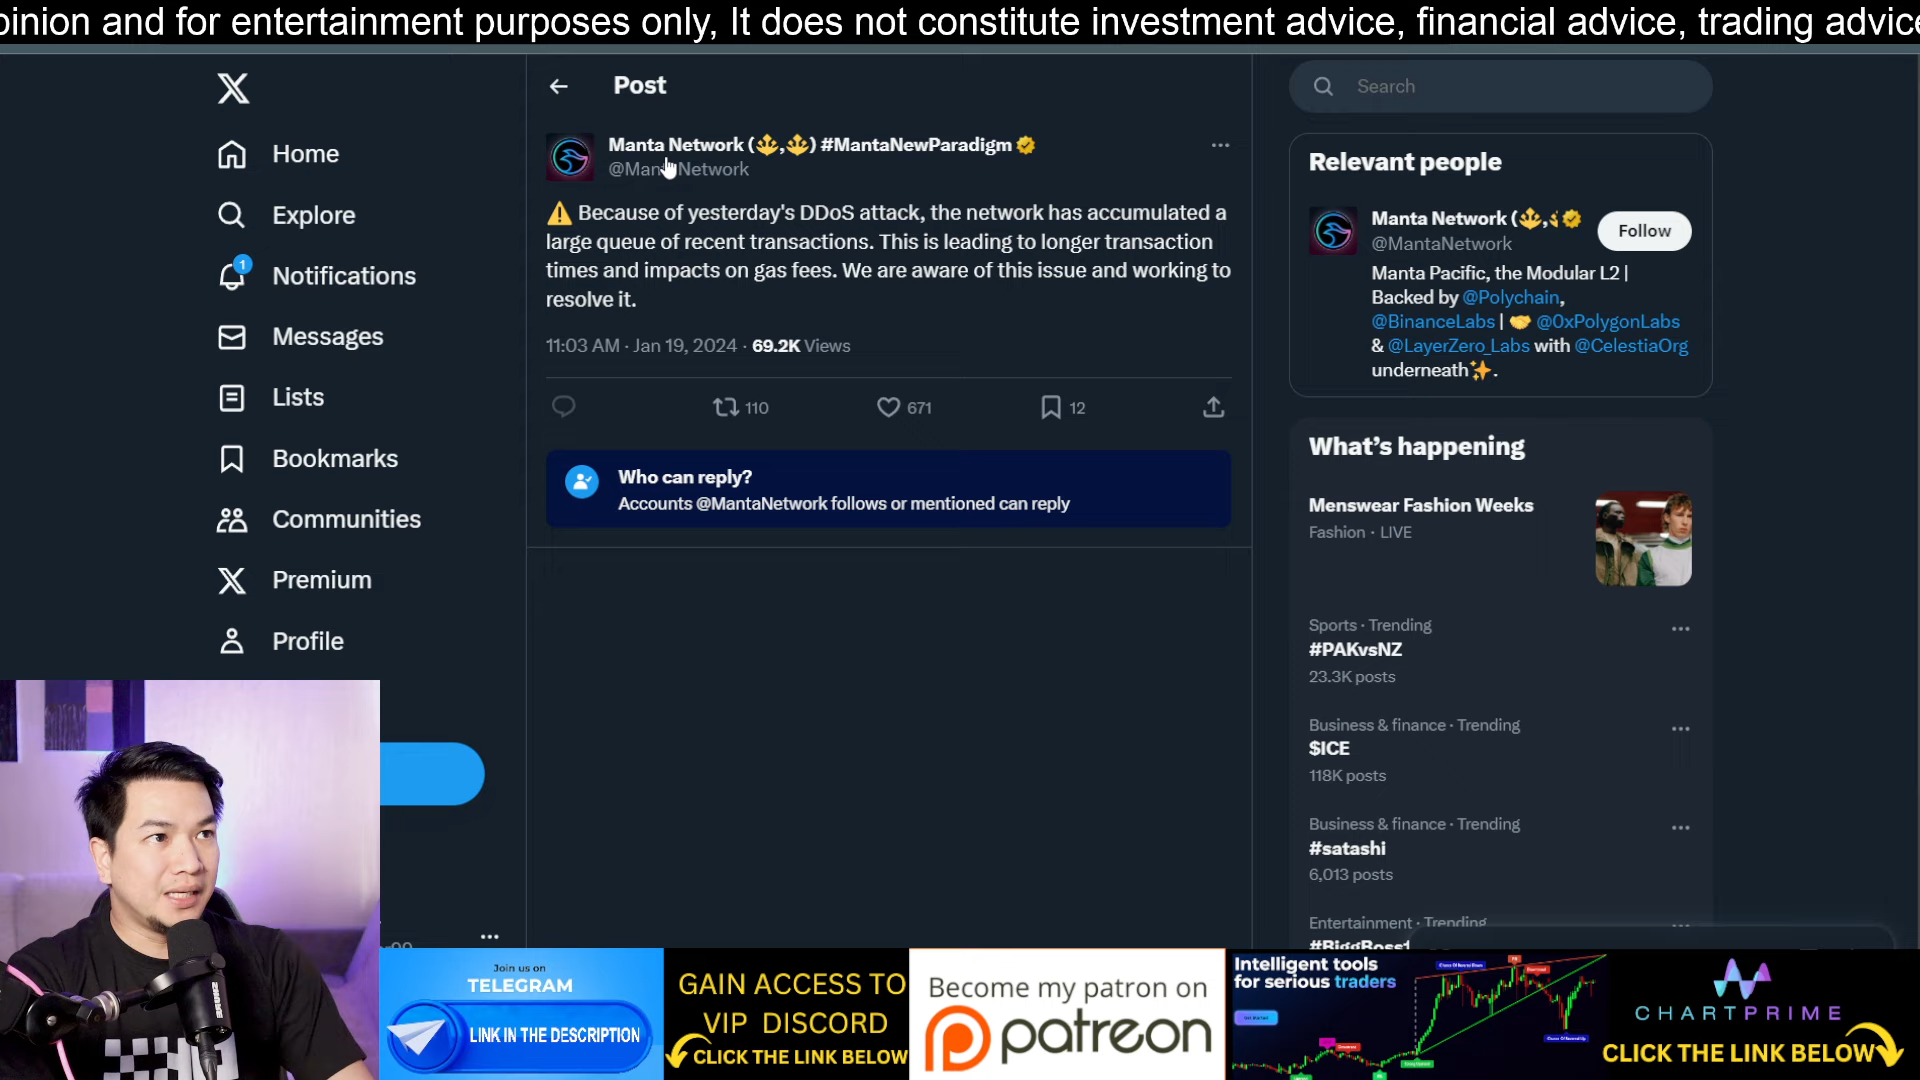 pinion and for entertainment purposes only, It does not constitute investment advice, financial advice, trading advice
Home
Explore
1
Notifications
Messages
Lists
Bookmarks
Communities
Premium
Profile
Post
Manta Network (🔱,🔱) #MantaNewParadigm
@MantaNetwork
⚠️ Because of yesterday's DDoS attack, the network has accumulated a
large queue of recent transactions. This is leading to longer transaction
times and impacts on gas fees. We are aware of this issue and working to
resolve it.
11:03 AM · Jan 19, 2024 · 69.2K Views
110
671
12
Who can reply?
Accounts @MantaNetwork follows or mentioned can reply
Search
Relevant people
Manta Network (🔱,
@MantaNetwork
Follow
Manta Pacific, the Modular L2 |
Backed by @Polychain,
@BinanceLabs | 🤝 @0xPolygonLabs
& @LayerZero_Labs with @CelestiaOrg
underneath✨.
What's happening
Menswear Fashion Weeks
Fashion · LIVE
Sports · Trending
#PAKvsNZ
23.3K posts
Business & finance · Trending
$ICE
118K posts
Business & finance · Trending
#satashi
6,013 posts
Entertainment · Trending
#BiggBoss1
SHURE
Join us on
TELEGRAM
LINK IN THE DESCRIPTION
GAIN ACCESS TO
VIP DISCORD
CLICK THE LINK BELOW
Become my patron on
patreon
Intelligent tools
for serious traders
CHARTPRIME
CLICK THE LINK BELOW